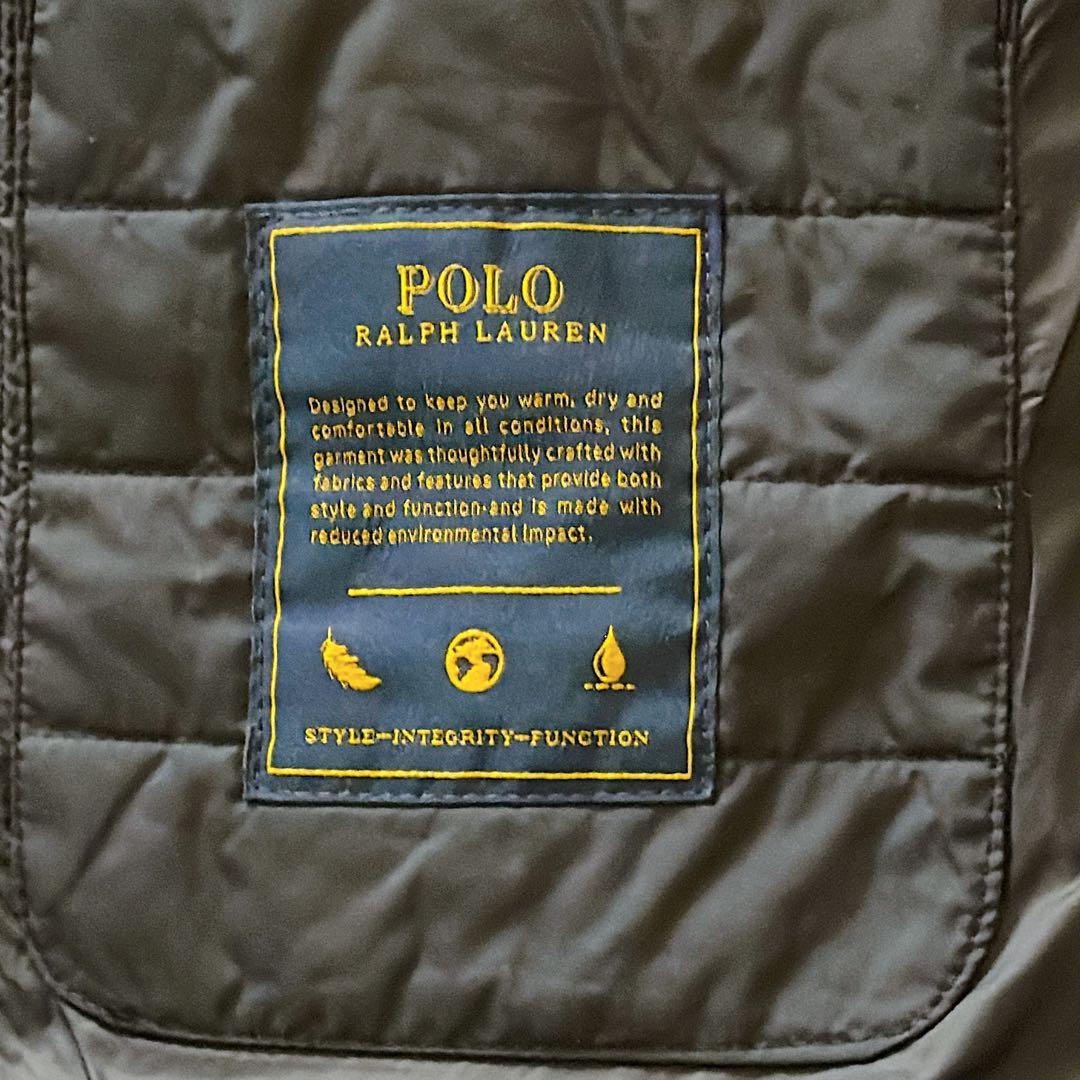 POLO
RALPH LAUREN
Designed to keep you warm, dry and
comfortable in all conditions, this
garment was thoughtfully crafted with
fabrics and features that provide both
style and function-and is made with
reduced environmental impact.
STYLE-INTEGRITY-FUNCTION